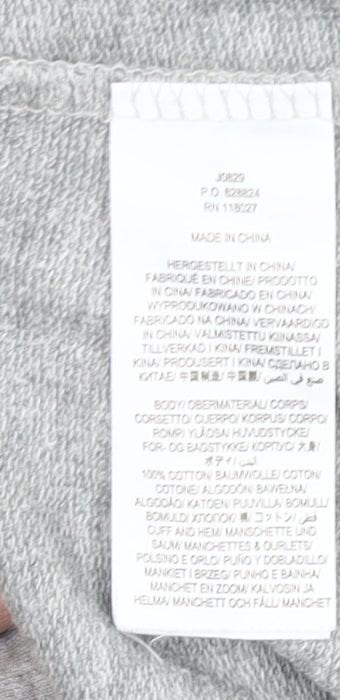 J0829
P.O. 628824
RN 118627
MADE IN CHINA
HERGESTELLT IN CHINA/
FABRIQUÉ EN CHINE/ PRODOTTO
IN CINA/ FABRICADO EN CHINA/
WYPRODUKOWANO W CHINACH/
FABRICADO NA CHINA/ VERVAARDIGD
IN CHINA/ VALMISTETTU KIINASSA/
TILLVERKAD I KINA/ FREMSTILLET I
KINA/ PRODUSERT I KINA/ СДЕЛАНО В
КИТАЕ/ 中国制造/ 中国製/ صنع في الصين
BODY/ OBERMATERIAL/ CORPS/
CORSETTO/ CUERPO/ KORPUS/ CORPO/
ROMP/ YLÄOSA/ HUVUDSTYCKE/
FOR- OG BAGSTYKKE/ КОРПУС/ 大身/
ボディ/
100% COTTON/ BAUMWOLLE/ COTON/
COTONE/ ALGODÓN/ BAWEŁNA/
ALGODÃO/ KATOEN/ PUUVILLA/ BOMULL/
BOMULD/ ХЛОПОК/ 棉/ コットン/ قطن
CUFF AND HEM/ MANSCHETTE UND
SAUM/ MANCHETTES & OURLETS/
POLSINO E ORLO/ PUÑO Y DOBLADILLO/
MANKIET I BRZEG/ PUNHO E BAINHA/
MANCHET EN ZOOM/ KALVOSIN JA
HELMA/ MANCHETT OCH FÅLL/ MANCHET